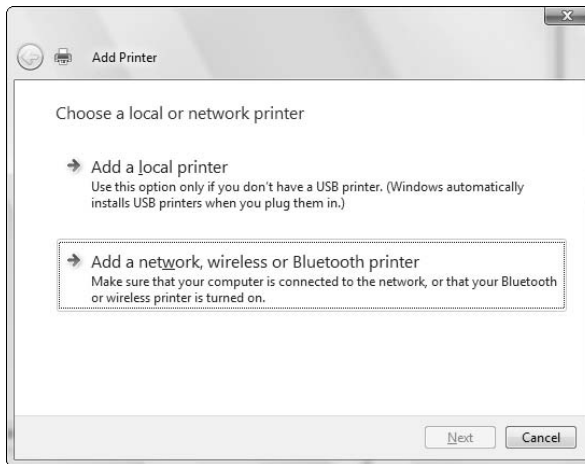 Add Printer
Choose a local or network printer
Add a local printer
Use this option only if you don't have a USB printer. (Windows automatically
installs USB printers when you plug them in.)
Add a network, wireless or Bluetooth printer
Make sure that your computer is connected to the network, or that your Bluetooth
or wireless printer is turned on.
Next
Cancel